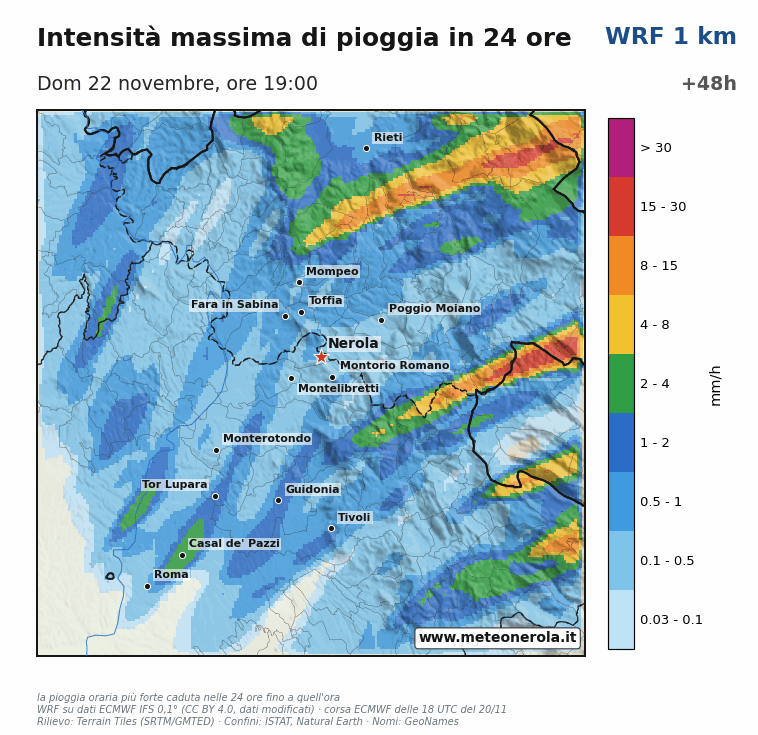 Intensità massima di pioggia in 24 ore
WRF 1 km
Dom 22 novembre, ore 19:00
+48h
Rieti
Mompeo
Fara in Sabina
Toffia
Poggio Moiano
Nerola
Montorio Romano
Montelibretti
Monterotondo
Tor Lupara
Guidonia
Tivoli
Casal de' Pazzi
Roma
www.meteonerola.it
> 30
15 - 30
8 - 15
4 - 8
2 - 4
1 - 2
0.5 - 1
0.1 - 0.5
0.03 - 0.1
mm/h
la pioggia oraria più forte caduta nelle 24 ore fino a quell'ora
WRF su dati ECMWF IFS 0,1° (CC BY 4.0, dati modificati) · corsa ECMWF delle 18 UTC del 20/11
Rilievo: Terrain Tiles (SRTM/GMTED) · Confini: ISTAT, Natural Earth · Nomi: GeoNames